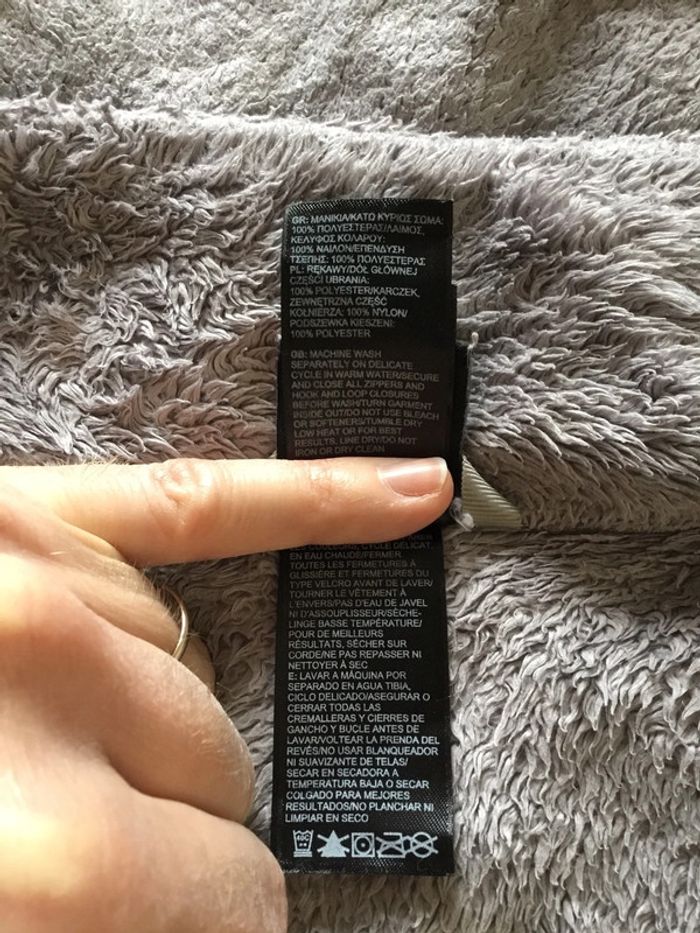 GR: ΜΑΝΙΚΙΑ/ΚΑΤΩ ΚΥΡΙΩΣ ΣΩΜΑ:
100% ΠΟΛΥΕΣΤΕΡΑΣ/ΛΑΙΜΟΣ,
ΚΕΛΥΦΟΣ ΚΟΛΑΡΟΥ:
100% ΝΑΙΛΟΝ/ΕΠΕΝΔΥΣΗ
ΤΣΕΠΗΣ: 100% ΠΟΛΥΕΣΤΕΡΑΣ
PL: RĘKAWY/DÓŁ GŁÓWNEJ
CZĘŚCI UBRANIA:
100% POLYESTER/KARCZEK,
ZEWNĘTRZNA CZĘŚĆ
KOŁNIERZA: 100% NYLON/
PODSZEWKA KIESZENI:
100% POLYESTER
GB: MACHINE WASH
SEPARATELY ON DELICATE
CYCLE IN WARM WATER/SECURE
AND CLOSE ALL ZIPPERS AND
HOOK AND LOOP CLOSURES
BEFORE WASH/TURN GARMENT
INSIDE OUT/DO NOT USE BLEACH
OR SOFTENERS/TUMBLE DRY
LOW HEAT OR FOR BEST
RESULTS, LINE DRY/DO NOT
IRON OR DRY CLEAN
COULEURS, CYCLE DÉLICAT,
EN EAU CHAUDE/FERMER
TOUTES LES FERMETURES À
GLISSIÈRE ET FERMETURES DU
TYPE VELCRO AVANT DE LAVER/
TOURNER LE VÊTEMENT À
L'ENVERS/PAS D'EAU DE JAVEL
NI D'ASSOUPLISSEUR/SÈCHE-
LINGE BASSE TEMPÉRATURE/
POUR DE MEILLEURS
RÉSULTATS, SÉCHER SUR
CORDE/NE PAS REPASSER NI
NETTOYER À SEC
E: LAVAR A MÁQUINA POR
SEPARADO EN AGUA TIBIA,
CICLO DELICADO/ASEGURAR O
CERRAR TODAS LAS
CREMALLERAS Y CIERRES DE
GANCHO Y BUCLE ANTES DE
LAVAR/VOLTEAR LA PRENDA DEL
REVÉS/NO USAR BLANQUEADOR
NI SUAVIZANTE DE TELAS/
SECAR EN SECADORA A
TEMPERATURA BAJA O SECAR
COLGADO PARA MEJORES
RESULTADOS/NO PLANCHAR NI
LIMPIAR EN SECO
40C